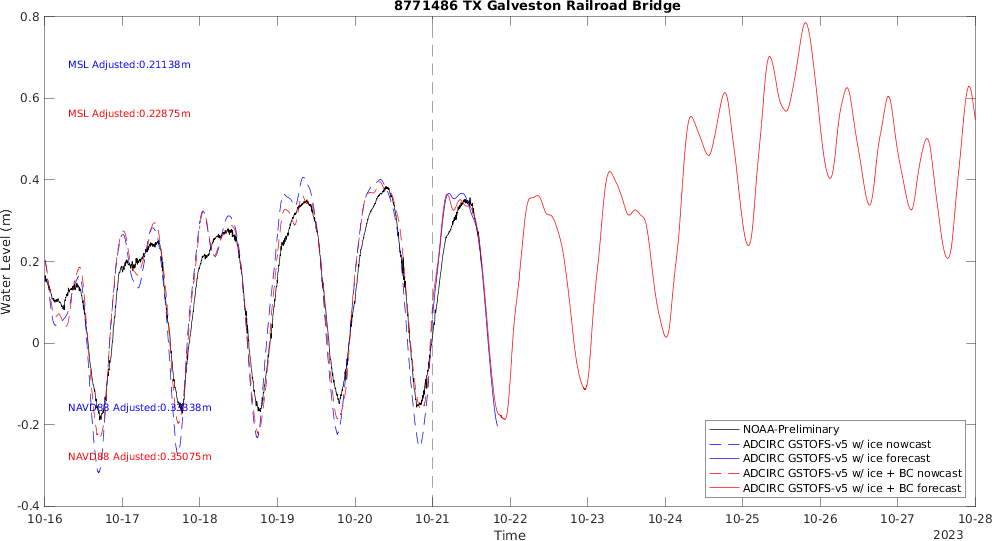 8771486 TX Galveston Railroad Bridge
0.8
0.6
0.4
0.2
0
-0.2
-0.4
Water Level (m)
MSL Adjusted:0.21138m
MSL Adjusted:0.22875m
NAVD88 Adjusted:0.33338m
NAVD88 Adjusted:0.35075m
NOAA-Preliminary
ADCIRC GSTOFS-v5 w/ ice nowcast
ADCIRC GSTOFS-v5 w/ ice forecast
ADCIRC GSTOFS-v5 w/ ice + BC nowcast
ADCIRC GSTOFS-v5 w/ ice + BC forecast
10-16 10-17 10-18 10-19 10-20 10-21 10-22 10-23 10-24 10-25 10-26 10-27 10-28
Time
2023